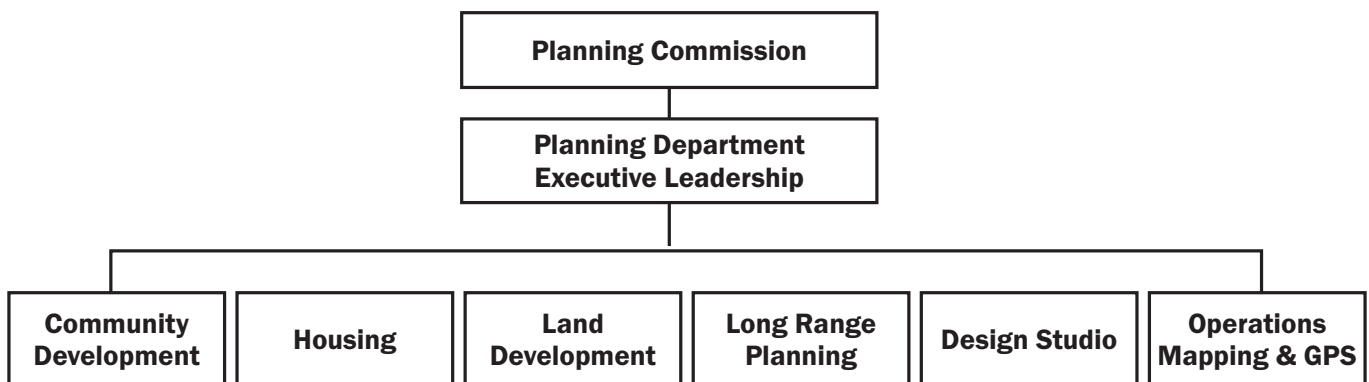 Planning Commission
Planning Department
Executive Leadership
Community
Development
Housing
Land
Development
Long Range
Planning
Design Studio
Operations
Mapping & GPS